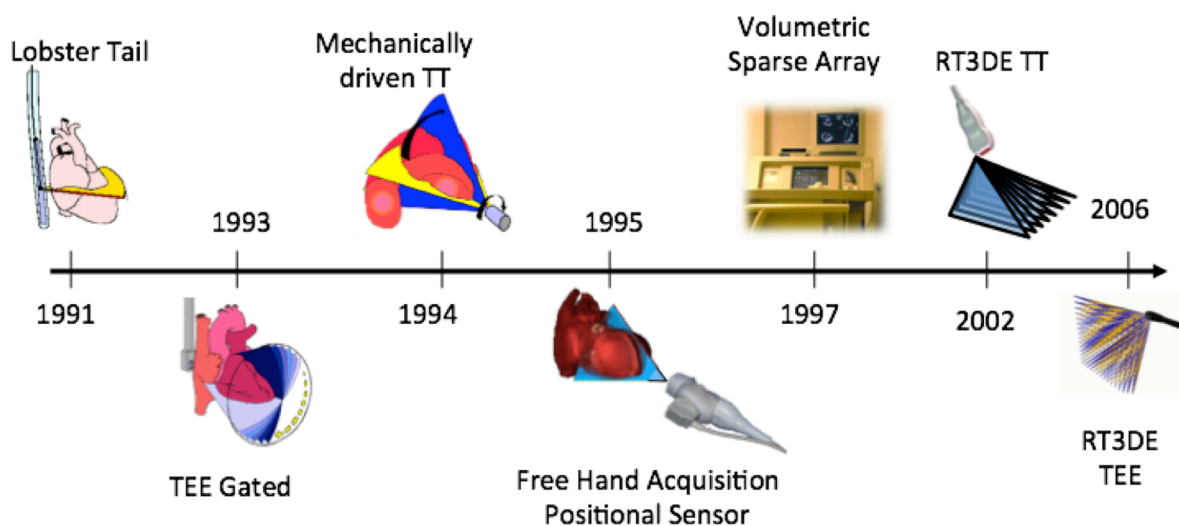 Lobster Tail
Mechanically
driven TT
Volumetric
Sparse Array
RT3DE TT
1993
1995
2006
1991
1994
1997
2002
TEE Gated
Free Hand Acquisition
Positional Sensor
RT3DE
TEE